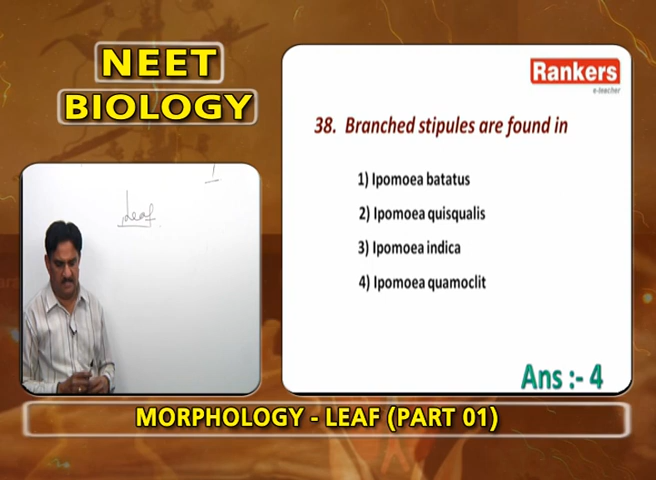 NEET
BIOLOGY
Rankers
e-teacher
38. Branched stipules are found in
1) Ipomoea batatus
2) Ipomoea quisqualis
3) Ipomoea indica
4) Ipomoea quamoclit
Ans :- 4
Leaf
MORPHOLOGY - LEAF (PART 01)